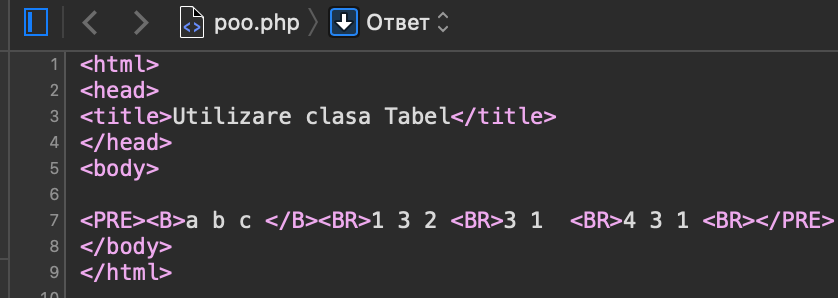 poo.php Ответ
1 <html>
2 <head>
3 <title>Utilizare clasa Tabel</title>
4 </head>
5 <body>
6
7 <PRE><B>a b c </B><BR>1 3 2 <BR>3 1  <BR>4 3 1 <BR></PRE>
8 </body>
9 </html>
10